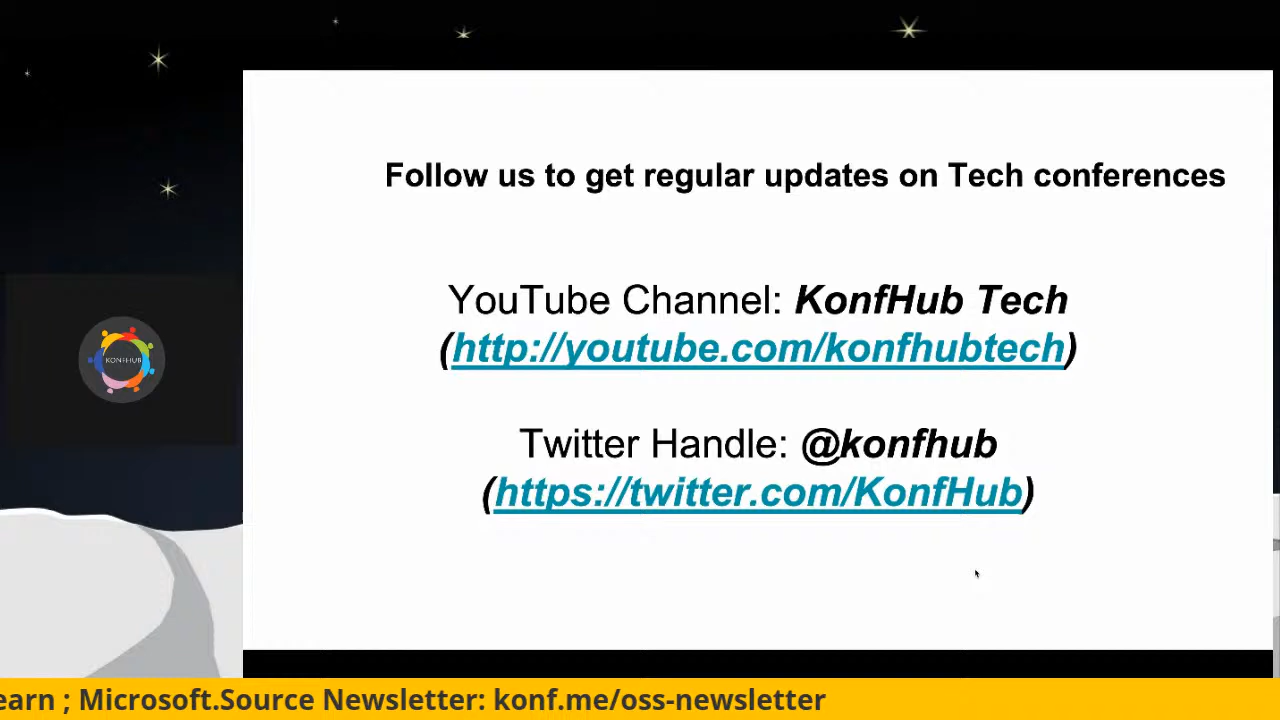 Follow us to get regular updates on Tech conferences
YouTube Channel: KonfHub Tech
(http://youtube.com/konfhubtech)
Twitter Handle: @konfhub
(https://twitter.com/KonfHub)
KONFHUB
earn ; Microsoft.Source Newsletter: konf.me/oss-newsletter